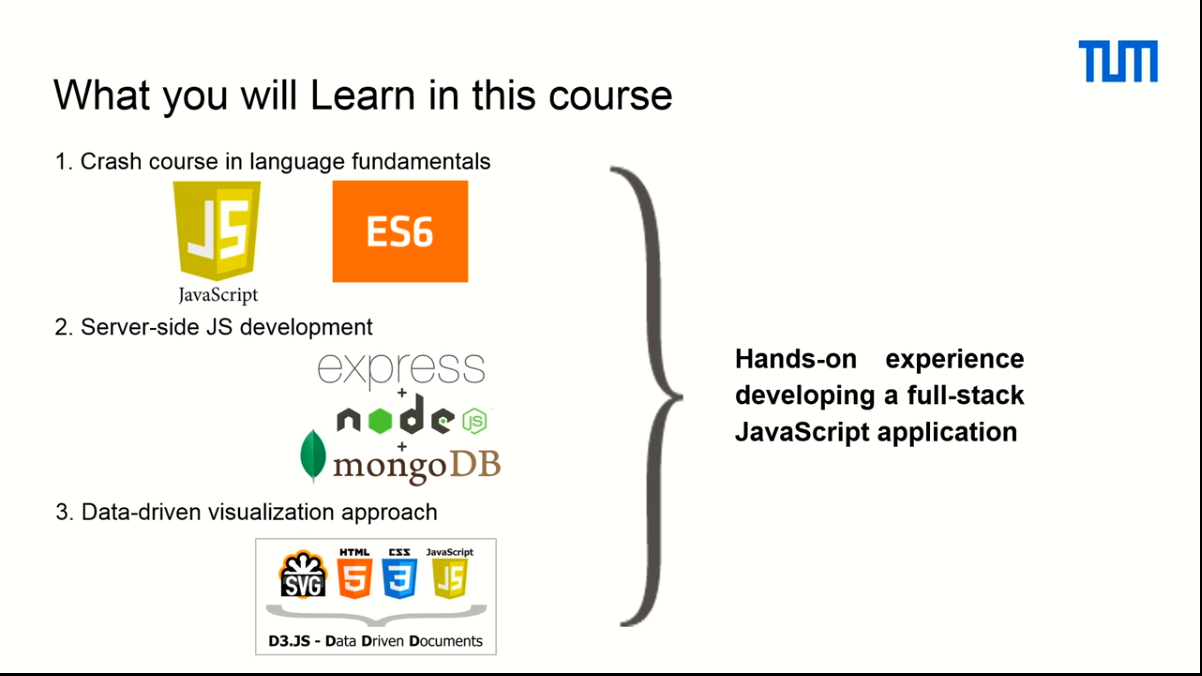 TUM
What you will Learn in this course
1. Crash course in language fundamentals
JS
JavaScript
ES6
2. Server-side JS development
express
+
node JS
+
mongoDB
3. Data-driven visualization approach
HTML CSS JavaScript
SVG 5 3 JS
D3.JS - Data Driven Documents
Hands-on experience
developing a full-stack
JavaScript application